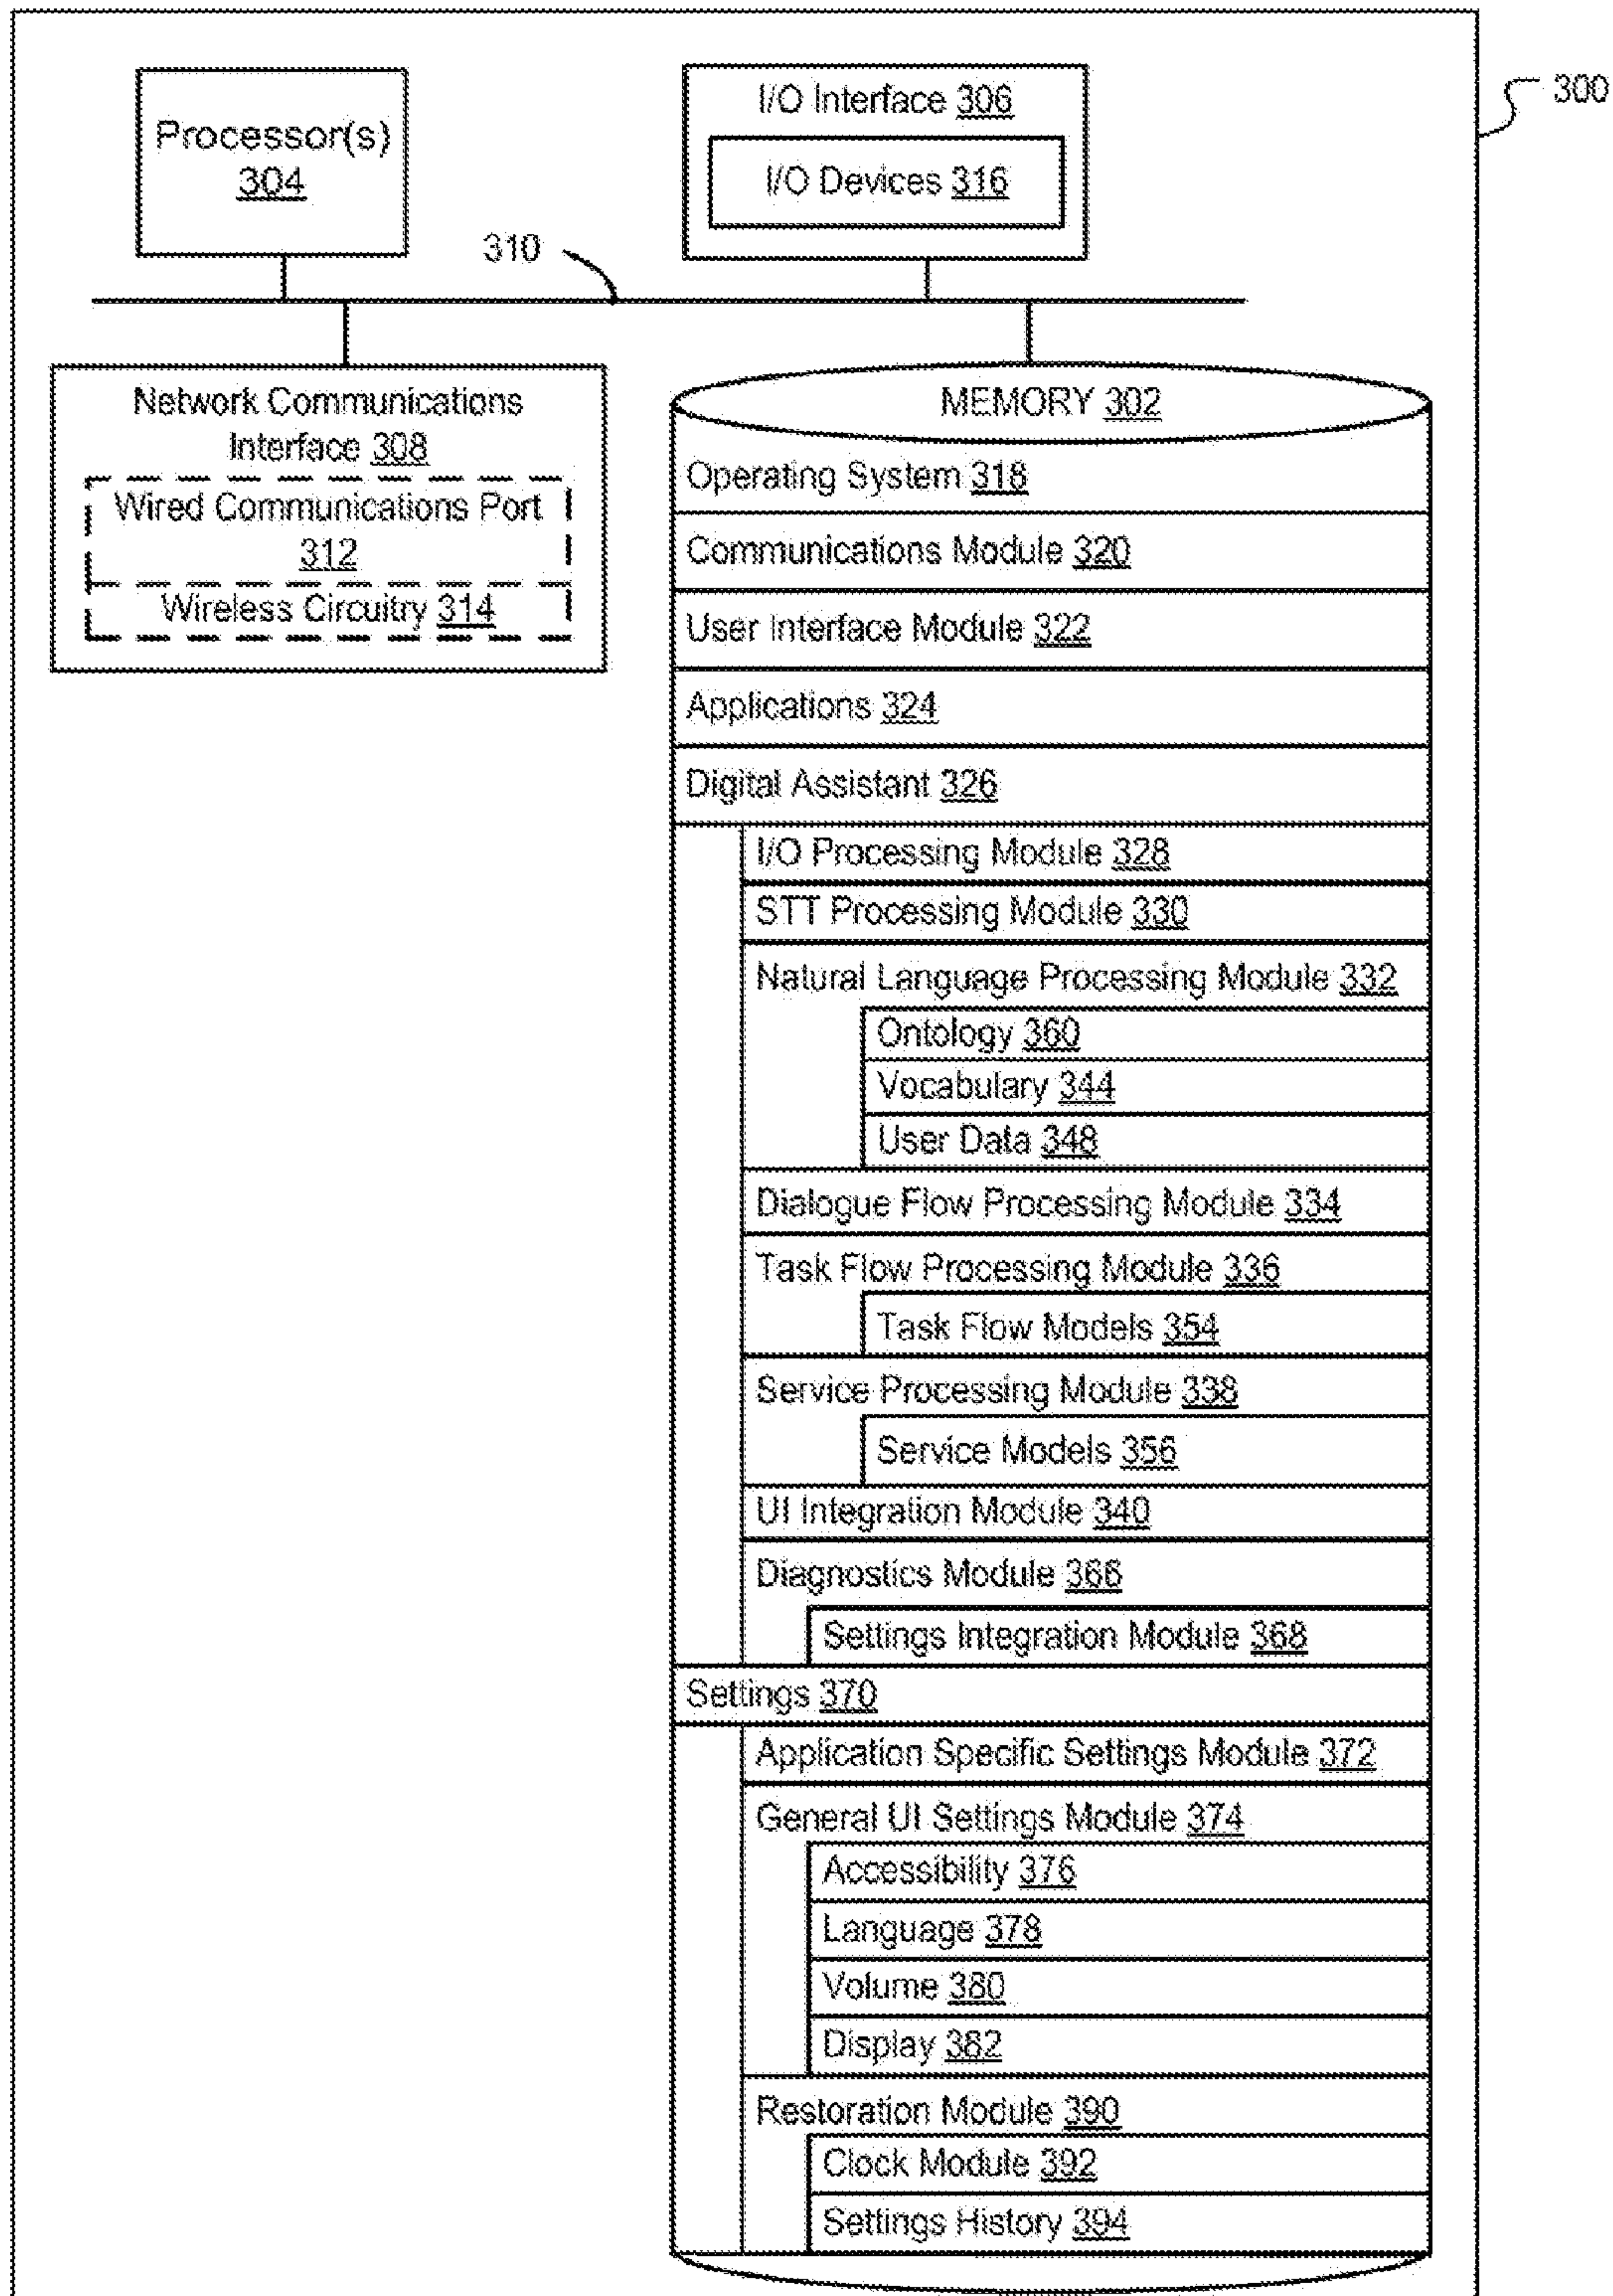 300
Processor(s)
304
I/O Interface 306
I/O Devices 316
310
Network Communications
Interface 308
Wired Communications Port
312
Wireless Circuitry 314
MEMORY 302
Operating System 318
Communications Module 320
User Interface Module 322
Applications 324
Digital Assistant 326
I/O Processing Module 328
STT Processing Module 330
Natural Language Processing Module 332
Ontology 360
Vocabulary 344
User Data 348
Dialogue Flow Processing Module 334
Task Flow Processing Module 336
Task Flow Models 354
Service Processing Module 338
Service Models 356
UI Integration Module 340
Diagnostics Module 366
Settings Integration Module 368
Settings 370
Application Specific Settings Module 372
General UI Settings Module 374
Accessibility 376
Language 378
Volume 380
Display 382
Restoration Module 390
Clock Module 392
Settings History 394